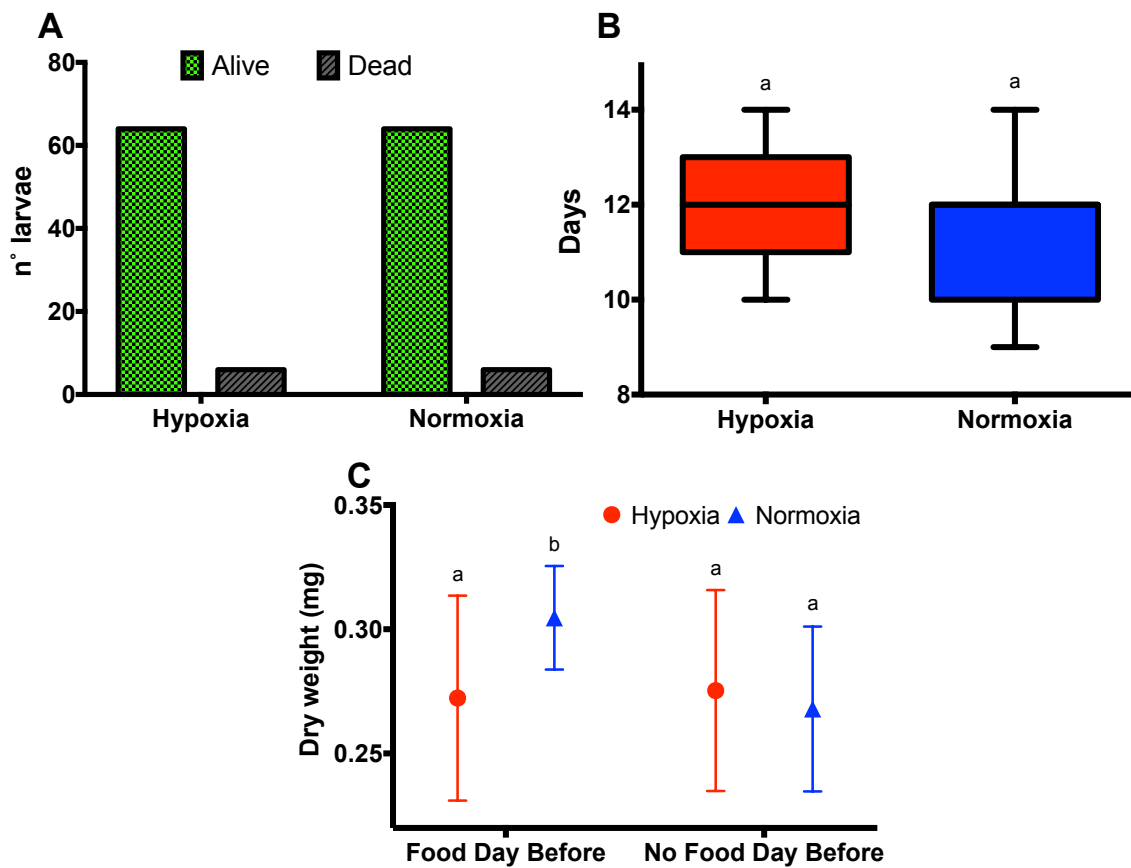 A
Alive Dead
80
60
40
20
0
n° larvae
Hypoxia Normoxia
B
a a
14
12
10
8
Days
Hypoxia Normoxia
C
Hypoxia Normoxia
0.35
0.30
0.25
Dry weight (mg)
a b a a
Food Day Before No Food Day Before